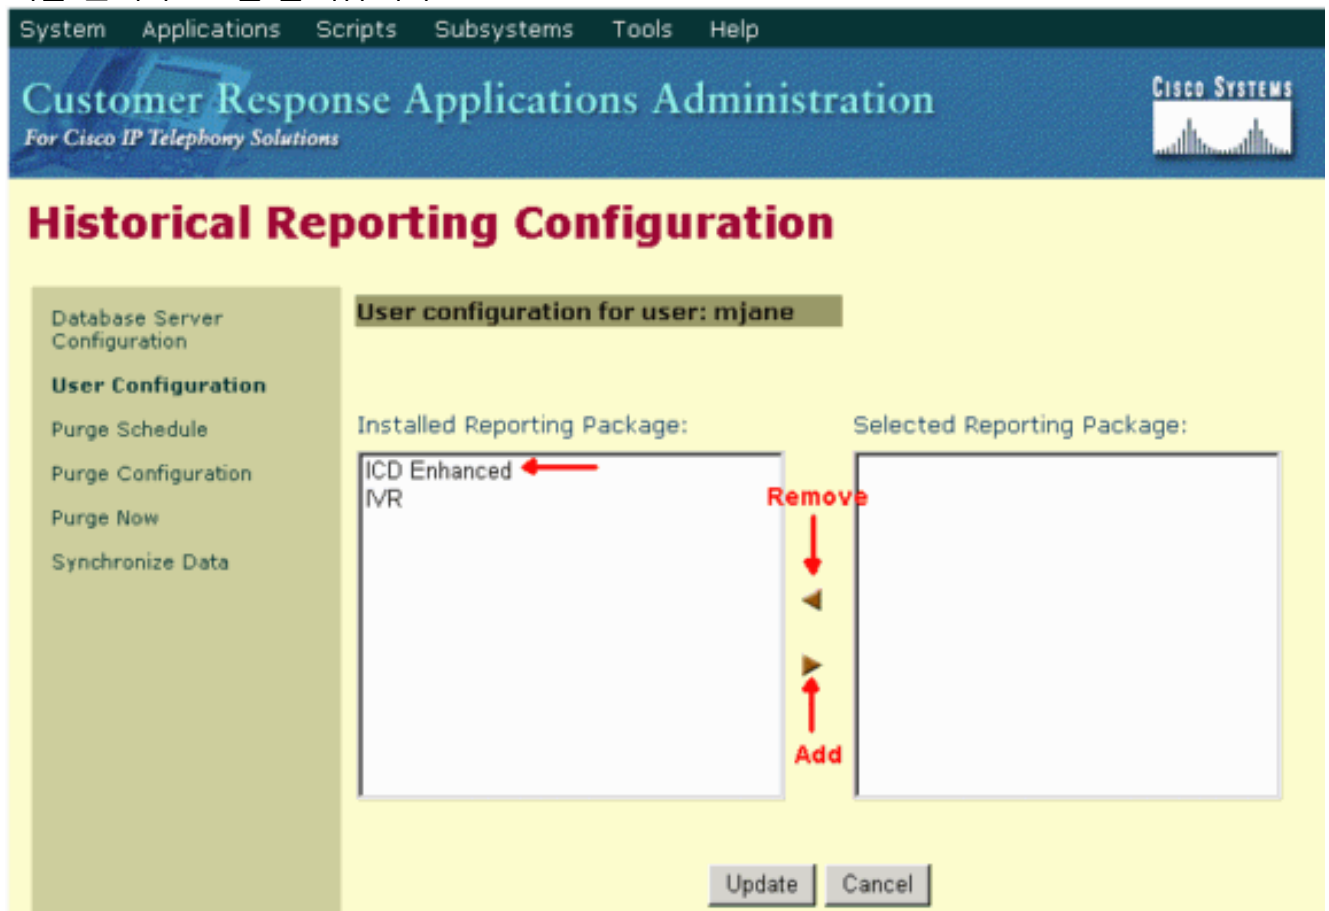 System Applications Scripts Subsystems Tools Help
Customer Response Applications Administration
For Cisco IP Telephony Solutions
CISCO SYSTEMS
Historical Reporting Configuration
Database Server
Configuration
User Configuration
Purge Schedule
Purge Configuration
Purge Now
Synchronize Data
User configuration for user: mjane
Installed Reporting Package:
ICD Enhanced
IVR
Remove
Add
Selected Reporting Package:
Update Cancel